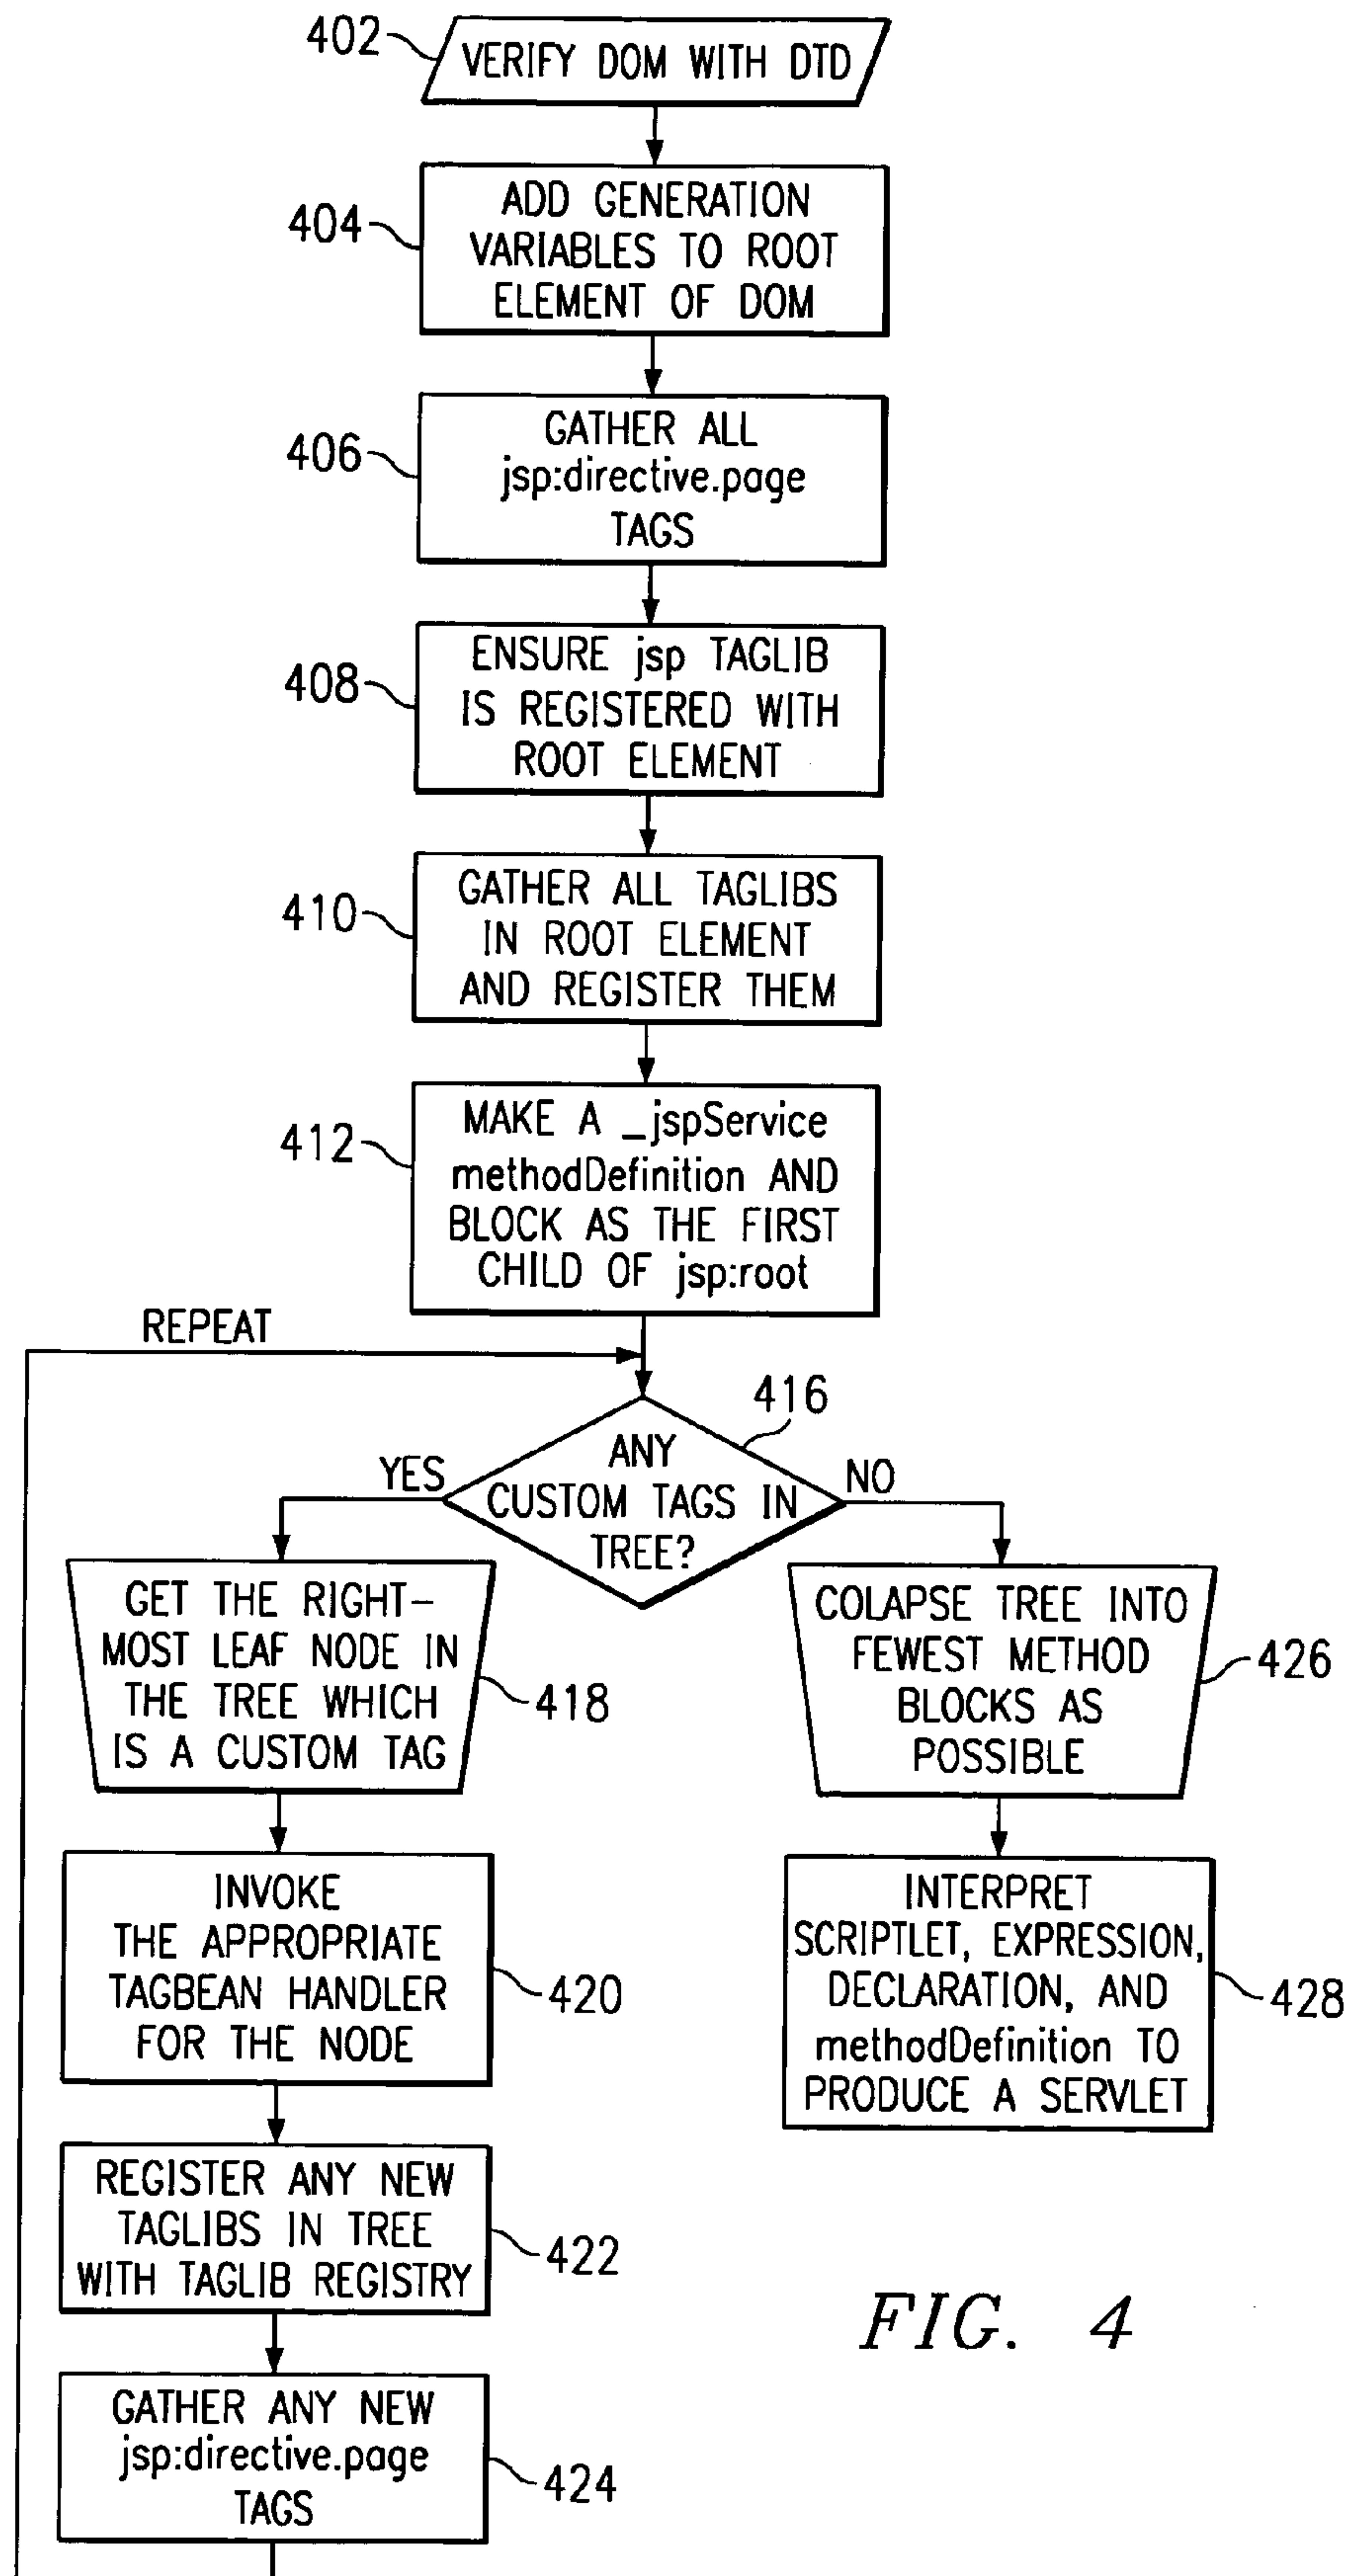 402
VERIFY DOM WITH DTD
404
ADD GENERATION
VARIABLES TO ROOT
ELEMENT OF DOM
406
GATHER ALL
jsp:directive.page
TAGS
408
ENSURE jsp TAGLIB
IS REGISTERED WITH
ROOT ELEMENT
410
GATHER ALL TAGLIBS
IN ROOT ELEMENT
AND REGISTER THEM
412
MAKE A _jspService
methodDefinition AND
BLOCK AS THE FIRST
CHILD OF jsp:root
REPEAT
416
ANY
CUSTOM TAGS IN
TREE?
YES
NO
GET THE RIGHT-
MOST LEAF NODE IN
THE TREE WHICH
IS A CUSTOM TAG
418
COLAPSE TREE INTO
FEWEST METHOD
BLOCKS AS
POSSIBLE
426
INVOKE
THE APPROPRIATE
TAGBEAN HANDLER
FOR THE NODE
420
INTERPRET
SCRIPTLET, EXPRESSION,
DECLARATION, AND
methodDefinition TO
PRODUCE A SERVLET
428
REGISTER ANY NEW
TAGLIBS IN TREE
WITH TAGLIB REGISTRY
422
GATHER ANY NEW
jsp:directive.page
TAGS
424
FIG. 4